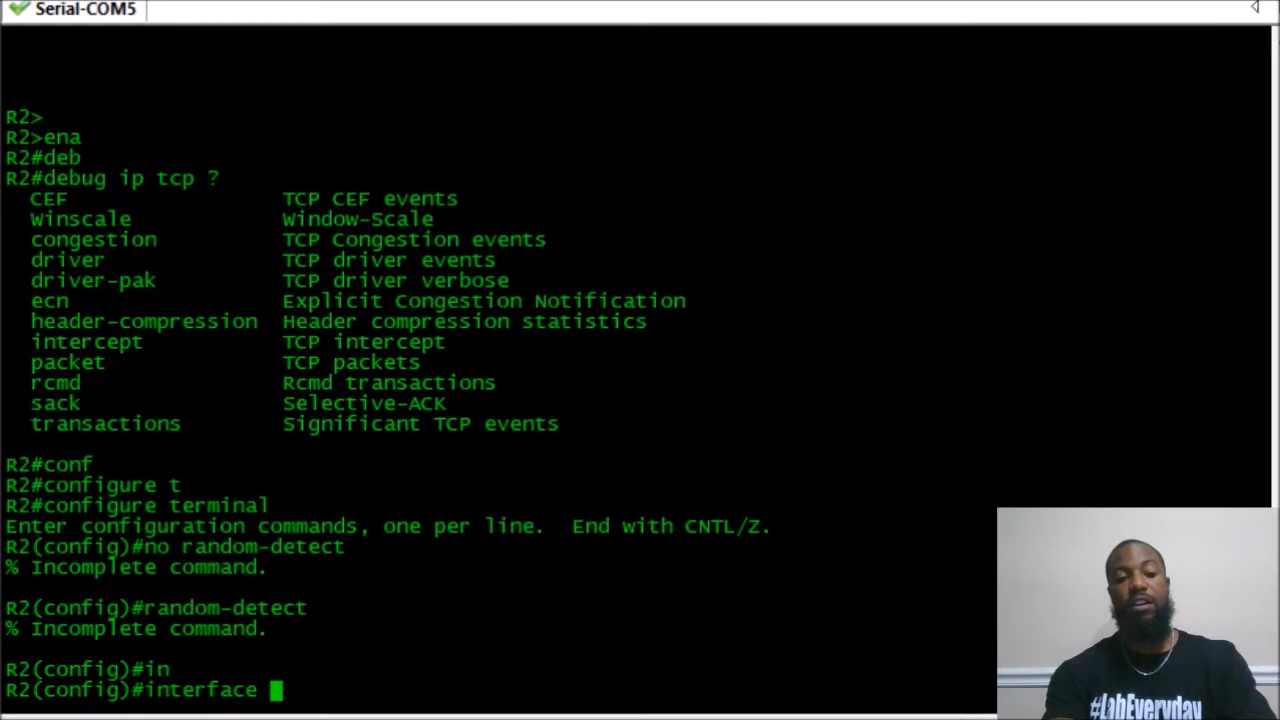 Serial-COM5
R2>
R2>ena
R2#deb
R2#debug ip tcp ?
CEF TCP CEF events
Winscale Window-Scale
congestion TCP Congestion events
driver TCP driver events
driver-pak TCP driver verbose
ecn Explicit Congestion Notification
header-compression Header compression statistics
intercept TCP intercept
packet TCP packets
rcmd Rcmd transactions
sack Selective-ACK
transactions Significant TCP events
R2#conf
R2#configure t
R2#configure terminal
Enter configuration commands, one per line. End with CNTL/Z.
R2(config)#no random-detect
% Incomplete command.
R2(config)#random-detect
% Incomplete command.
R2(config)#in
R2(config)#interface
#LabEveryday